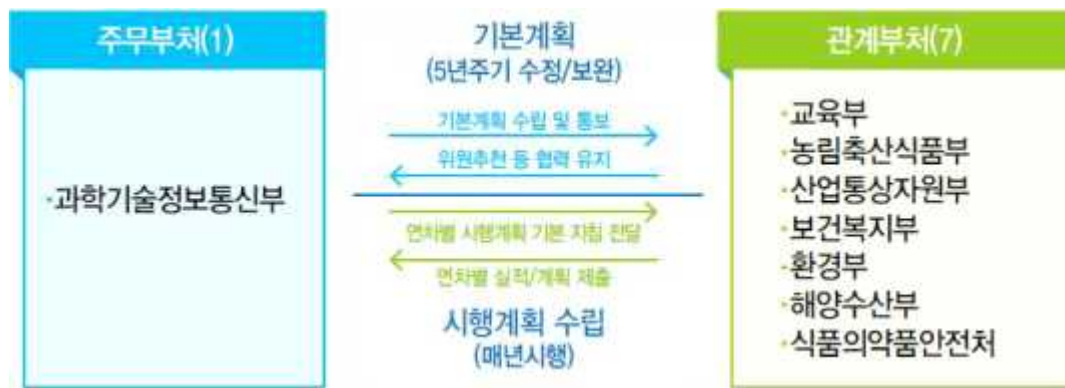 주무부처(1)
·과학기술정보통신부
기본계획
(5년주기 수정/보완)
기본계획 수립 및 통보
위원추천 등 협력 유지
연차별 시행계획 기본 지침 전달
연차별 실적/계획 제출
시행계획 수립
(매년시행)
관계부처(7)
·교육부
·농림축산식품부
·산업통상자원부
·보건복지부
·환경부
·해양수산부
·식품의약품안전처